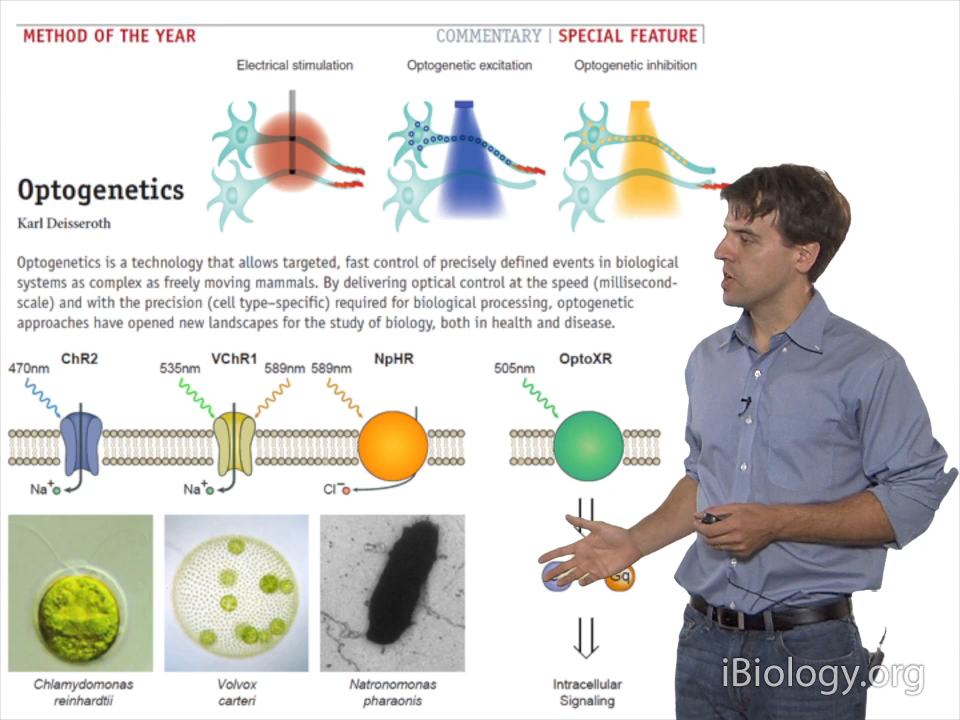 METHOD OF THE YEAR
COMMENTARY | SPECIAL FEATURE
Electrical stimulation
Optogenetic excitation
Optogenetic inhibition
Optogenetics
Karl Deisseroth
Optogenetics is a technology that allows targeted, fast control of precisely defined events in biological
systems as complex as freely moving mammals. By delivering optical control at the speed (millisecond-
scale) and with the precision (cell type–specific) required for biological processing, optogenetic
approaches have opened new landscapes for the study of biology, both in health and disease.
ChR2
VChR1
NpHR
OptoXR
470nm
535nm
589nm
589nm
505nm
Na+
Na+
Cl–
Gq
Chlamydomonas
reinhardtii
Volvox
carteri
Natronomonas
pharaonis
Intracellular
Signaling
iBiology.org